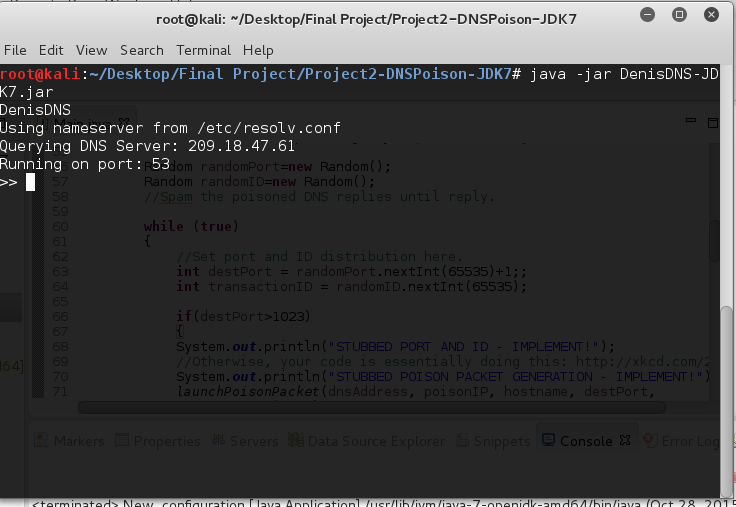 root@kali: ~/Desktop/Final Project/Project2-DNSPoison-JDK7
File Edit View Search Terminal Help
root@kali:~/Desktop/Final Project/Project2-DNSPoison-JDK7# java -jar DenisDNS-JD
K7.jar
DenisDNS
Using nameserver from /etc/resolv.conf
Querying DNS Server: 209.18.47.61
Running on port: 53
>>
56 Random randomPort=new Random();
57 Random randomID=new Random();
58 //Spam the poisoned DNS replies until reply.
59
60 while (true)
61 {
62 //Set port and ID distribution here.
63 int destPort = randomPort.nextInt(65535)+1;;
64 int transactionID = randomID.nextInt(65535);
65
66 if(destPort>1023)
67 {
68 System.out.println("STUBBED PORT AND ID - IMPLEMENT!");
69 //Otherwise, your code is essentially doing this: http://xkcd.com/2
70 System.out.println("STUBBED POISON PACKET GENERATION - IMPLEMENT!")
71 launchPoisonPacket(dnsAddress, poisonIP, hostname, destPort,
Markers Properties Servers Data Source Explorer Snippets Console Error Log
<terminated> New_configuration [Java Application] /usr/lib/jvm/java-7-openjdk-amd64/bin/java (Oct 28, 2015